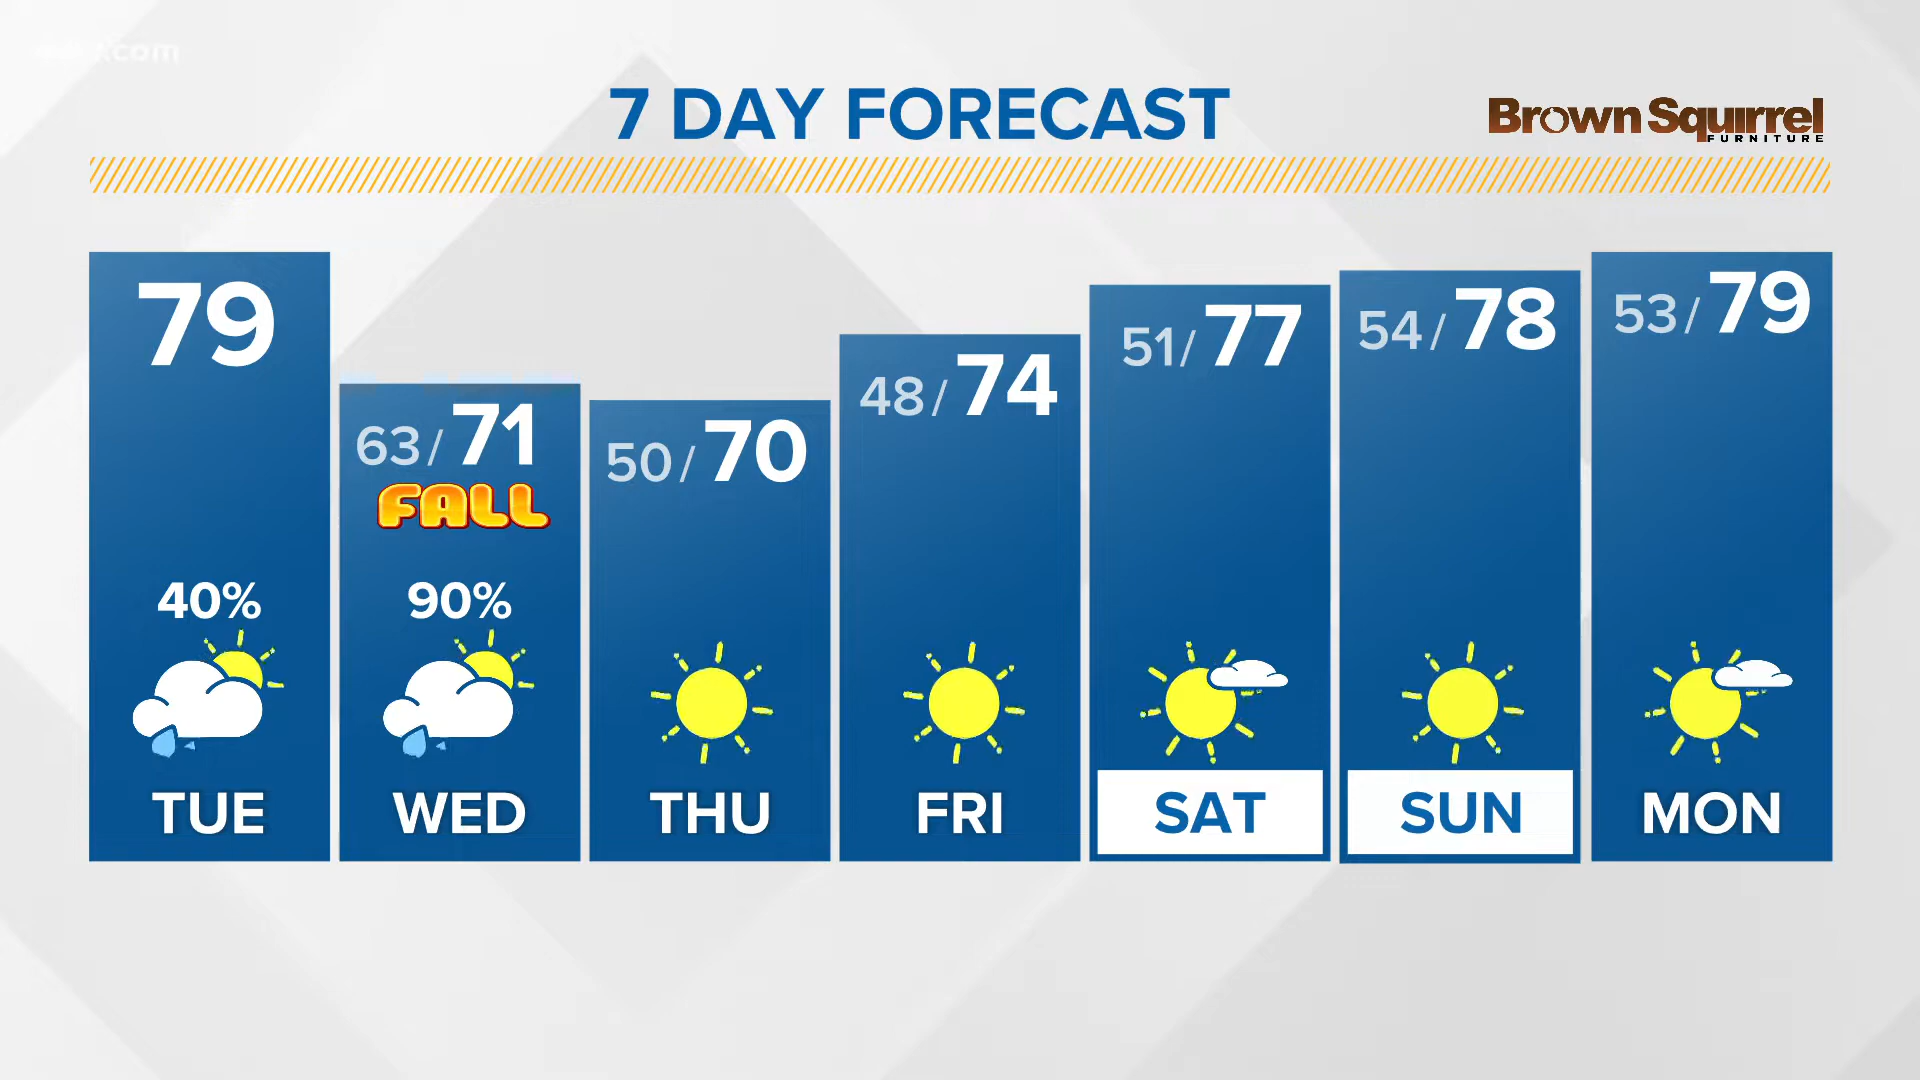 7 DAY FORECAST
Brown Squirrel
FURNITURE
79
40%
TUE
63/71
FALL
90%
WED
50/70
THU
48/74
FRI
51/77
SAT
54/78
SUN
53/79
MON